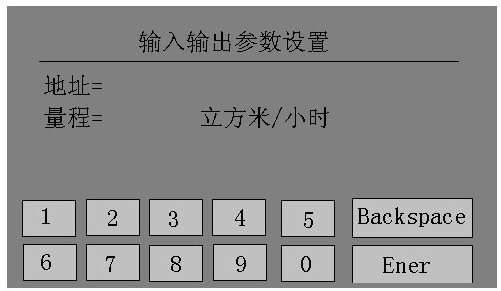 输入输出参数设置
地址=
量程= 立方米/小时
1 2 3 4 5 Backspace
6 7 8 9 0 Ener